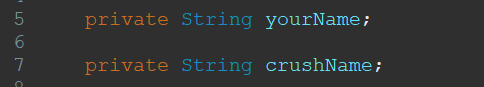 5 private String yourName;
6
7 private String crushName;